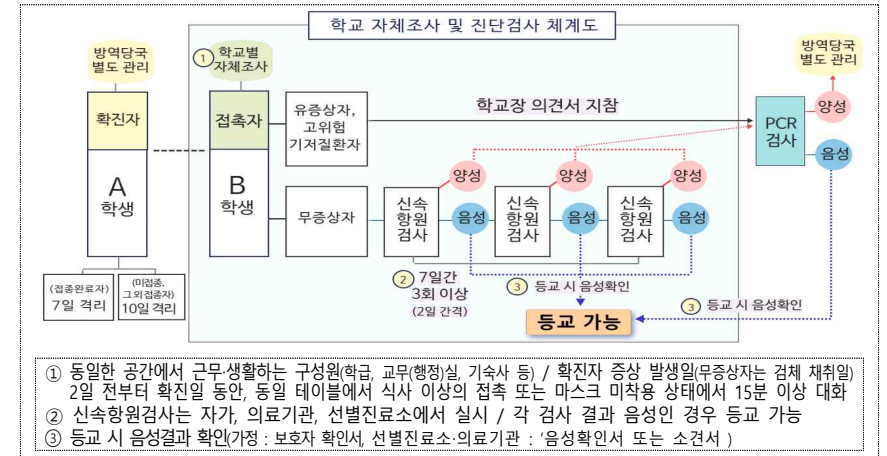 학교 자체조사 및 진단검사 체계도
방역당국
별도 관리
① 학교별
자체조사
방역당국
별도 관리
확진자
접촉자
유증상자,
고위험
기저질환자
학교장 의견서 지참
PCR
검사
양성
음성
A
학생
B
학생
무증상자
신속
항원
검사
양성
음성
신속
항원
검사
양성
음성
신속
항원
검사
양성
음성
(접종완료자)
7일 격리
(미접종,
그외접종자)
10일 격리
② 7일간
3회 이상
(2일 간격)
③ 등교 시 음성확인
③ 등교 시 음성확인
등교 가능
① 동일한 공간에서 근무·생활하는 구성원(학급, 교무(행정)실, 기숙사 등) / 확진자 증상 발생일(무증상자는 검체 채취일)
2일 전부터 확진일 동안, 동일 테이블에서 식사 이상의 접촉 또는 마스크 미착용 상태에서 15분 이상 대화
② 신속항원검사는 자가, 의료기관, 선별진료소에서 실시 / 각 검사 결과 음성인 경우 등교 가능
③ 등교 시 음성결과 확인(가정 : 보호자 확인서, 선별진료소·의료기관 : ‘음성확인서 또는 소견서 )